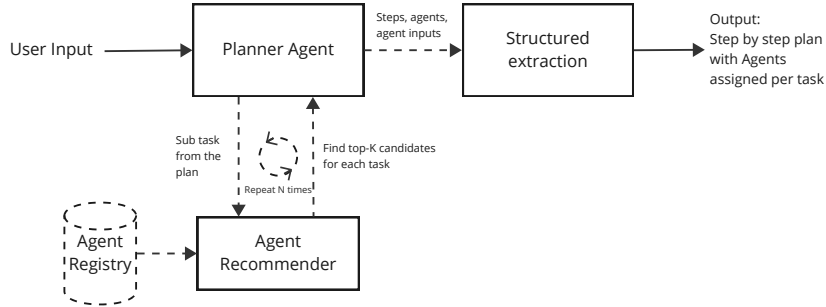 User Input
Planner Agent
Steps, agents,
agent inputs
Structured
extraction
Output:
Step by step plan
with Agents
assigned per task
Sub task
from the
plan
Repeat N times
Find top-K candidates
for each task
Agent
Registry
Agent
Recommender